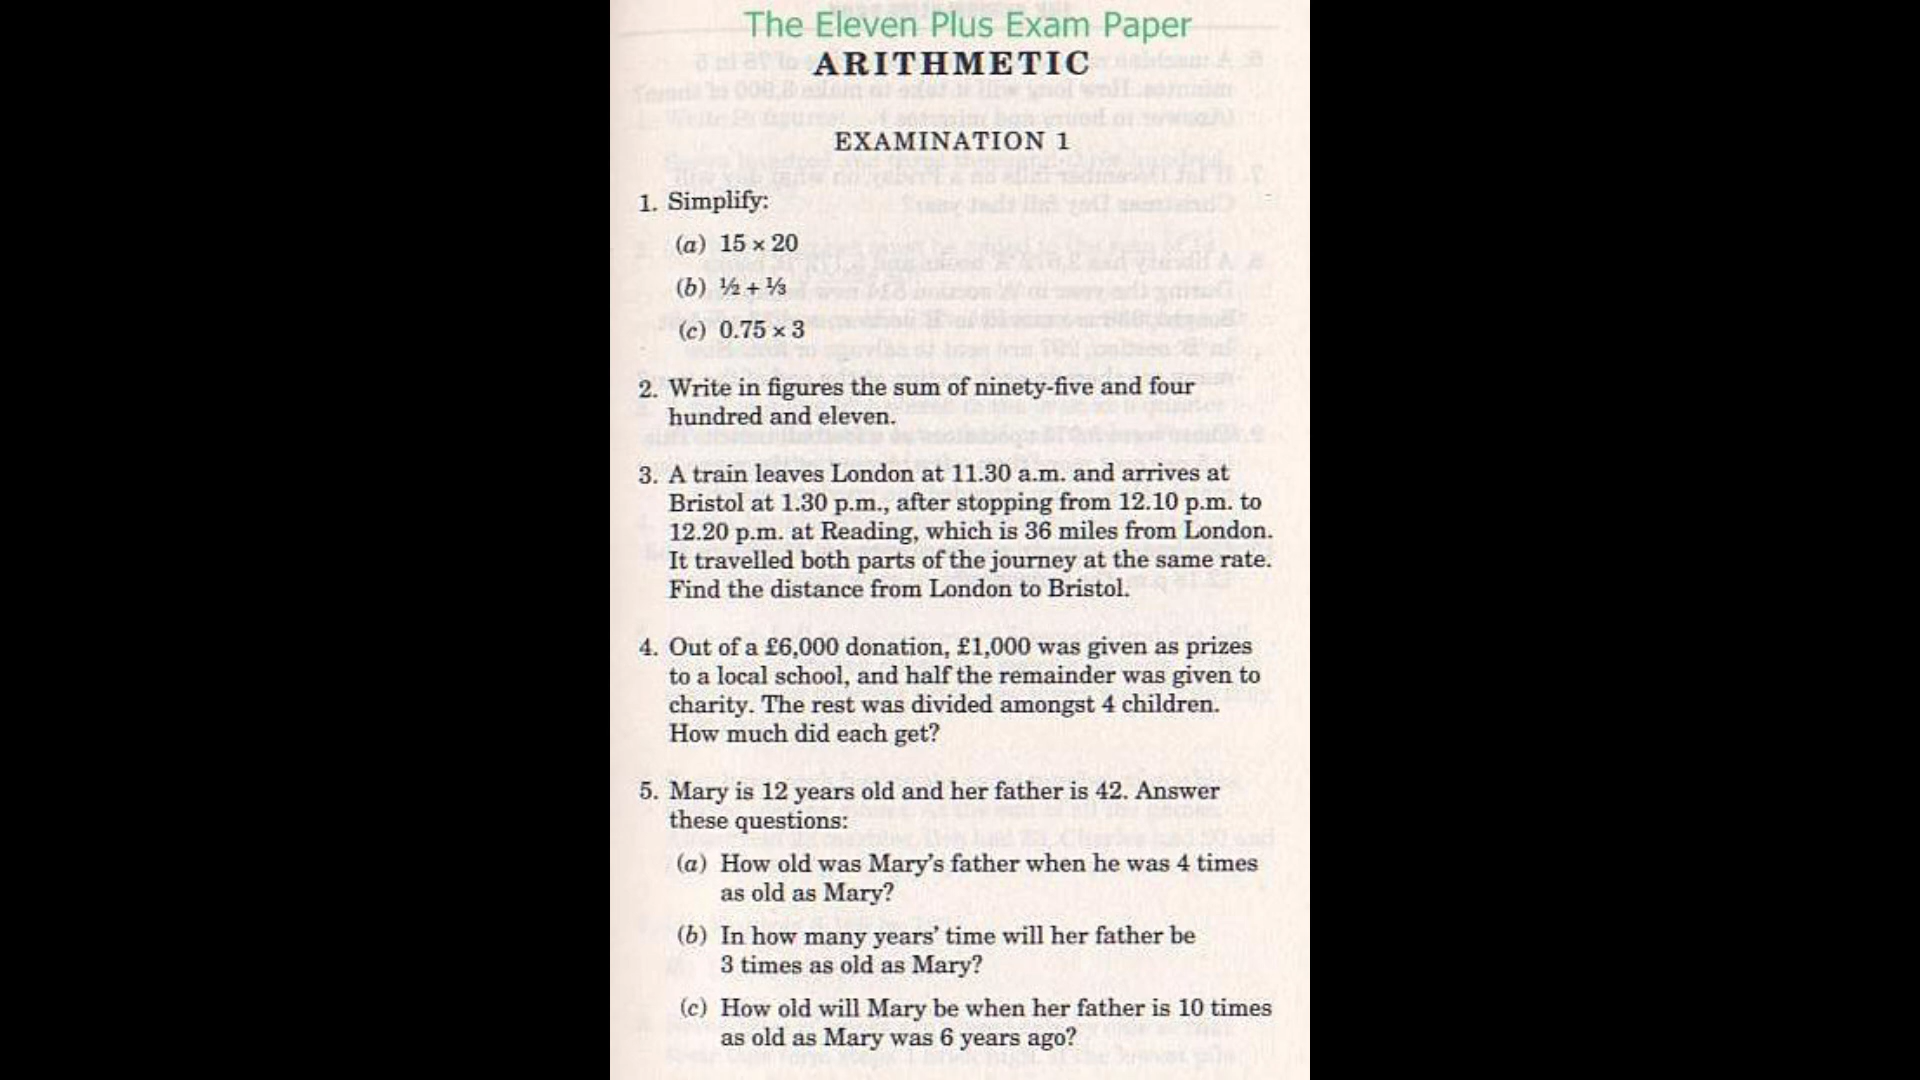 The Eleven Plus Exam Paper
ARITHMETIC
EXAMINATION 1
1. Simplify:
(a) 15 × 20
(b) ½ + ⅓
(c) 0.75 × 3
2. Write in figures the sum of ninety-five and four
hundred and eleven.
3. A train leaves London at 11.30 a.m. and arrives at
Bristol at 1.30 p.m., after stopping from 12.10 p.m. to
12.20 p.m. at Reading, which is 36 miles from London.
It travelled both parts of the journey at the same rate.
Find the distance from London to Bristol.
4. Out of a £6,000 donation, £1,000 was given as prizes
to a local school, and half the remainder was given to
charity. The rest was divided amongst 4 children.
How much did each get?
5. Mary is 12 years old and her father is 42. Answer
these questions:
(a) How old was Mary’s father when he was 4 times
as old as Mary?
(b) In how many years’ time will her father be
3 times as old as Mary?
(c) How old will Mary be when her father is 10 times
as old as Mary was 6 years ago?